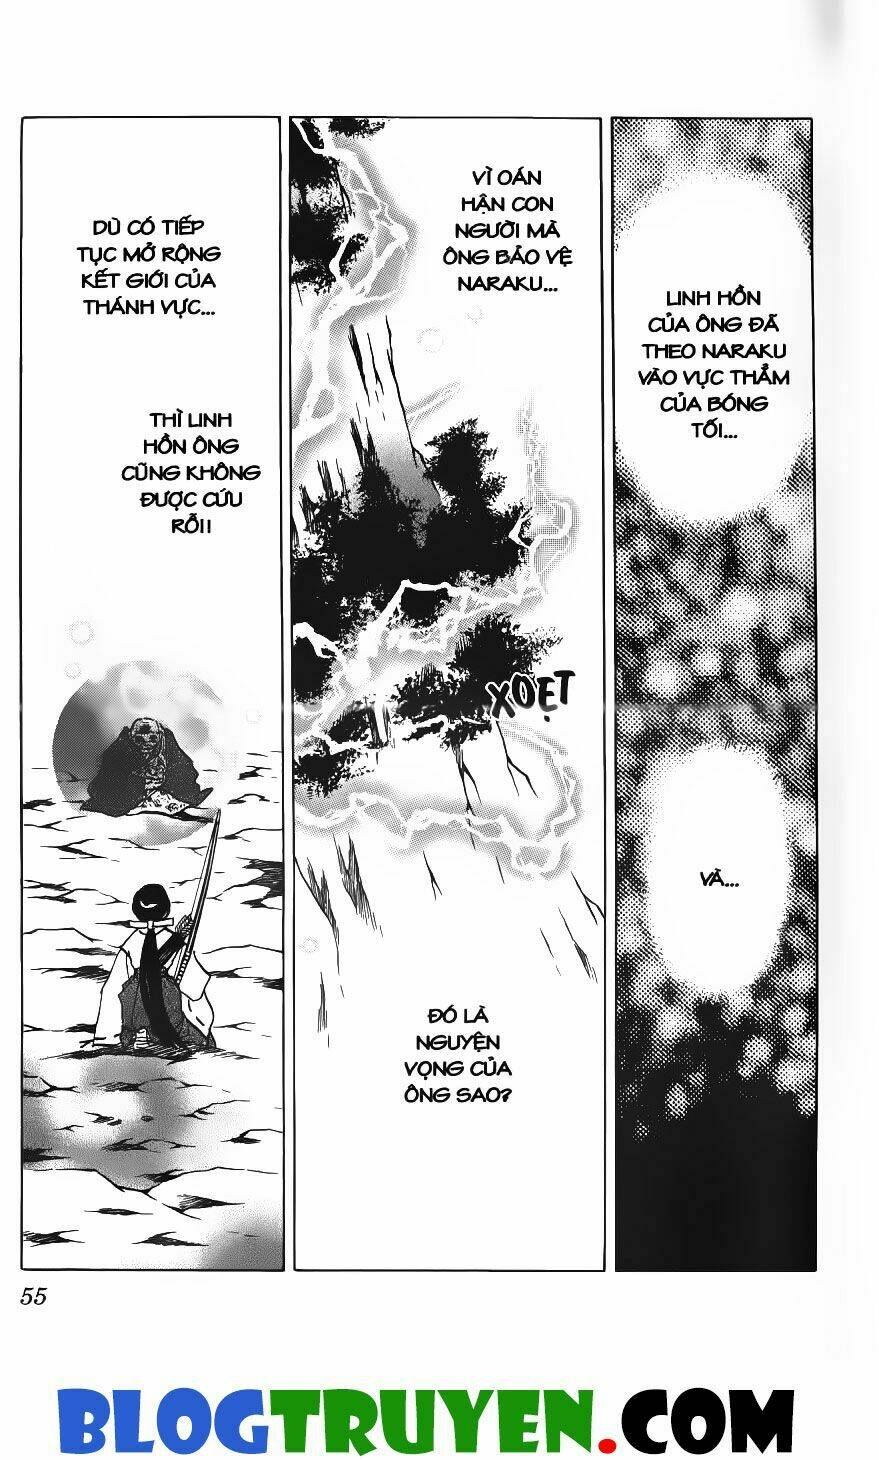 LINH HỒN
CỦA ÔNG ĐÃ
THEO NARAKU
VÀO VỰC THẲM
CỦA BÓNG
TỐI...
VÀ...
VÌ OÁN
HẬN CON
NGƯỜI MÀ
ÔNG BẢO VỆ
NARAKU...
XOẸT
ĐÓ LÀ
NGUYỆN
VỌNG CỦA
ÔNG SAO?
DÙ CÓ TIẾP
TỤC MỞ RỘNG
KẾT GIỚI CỦA
THÁNH VỰC...
THÌ LINH
HỒN ÔNG
CŨNG KHÔNG
ĐƯỢC CỨU
RỖI!
55
BLOGTRUYEN.COM